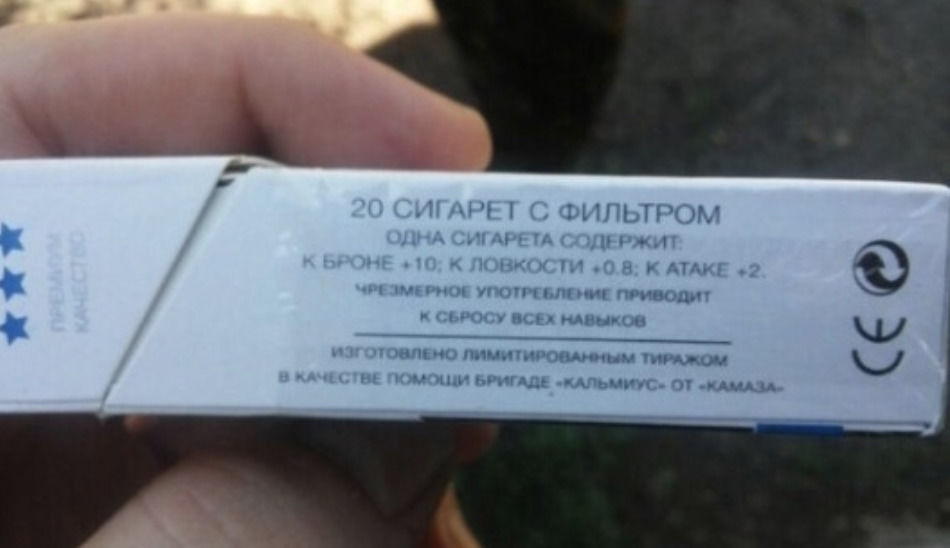 20 СИГАРЕТ С ФИЛЬТРОМ
ОДНА СИГАРЕТА СОДЕРЖИТ:
К БРОНЕ +10; К ЛОВКОСТИ +0.8; К АТАКЕ +2.
ЧРЕЗМЕРНОЕ УПОТРЕБЛЕНИЕ ПРИВОДИТ
К СБРОСУ ВСЕХ НАВЫКОВ
ИЗГОТОВЛЕНО ЛИМИТИРОВАННЫМ ТИРАЖОМ
В КАЧЕСТВЕ ПОМОЩИ БРИГАДЕ «КАЛЬМИУС» ОТ «КАМАЗА»
ПРЕМИУМ
КАЧЕСТВО
CE